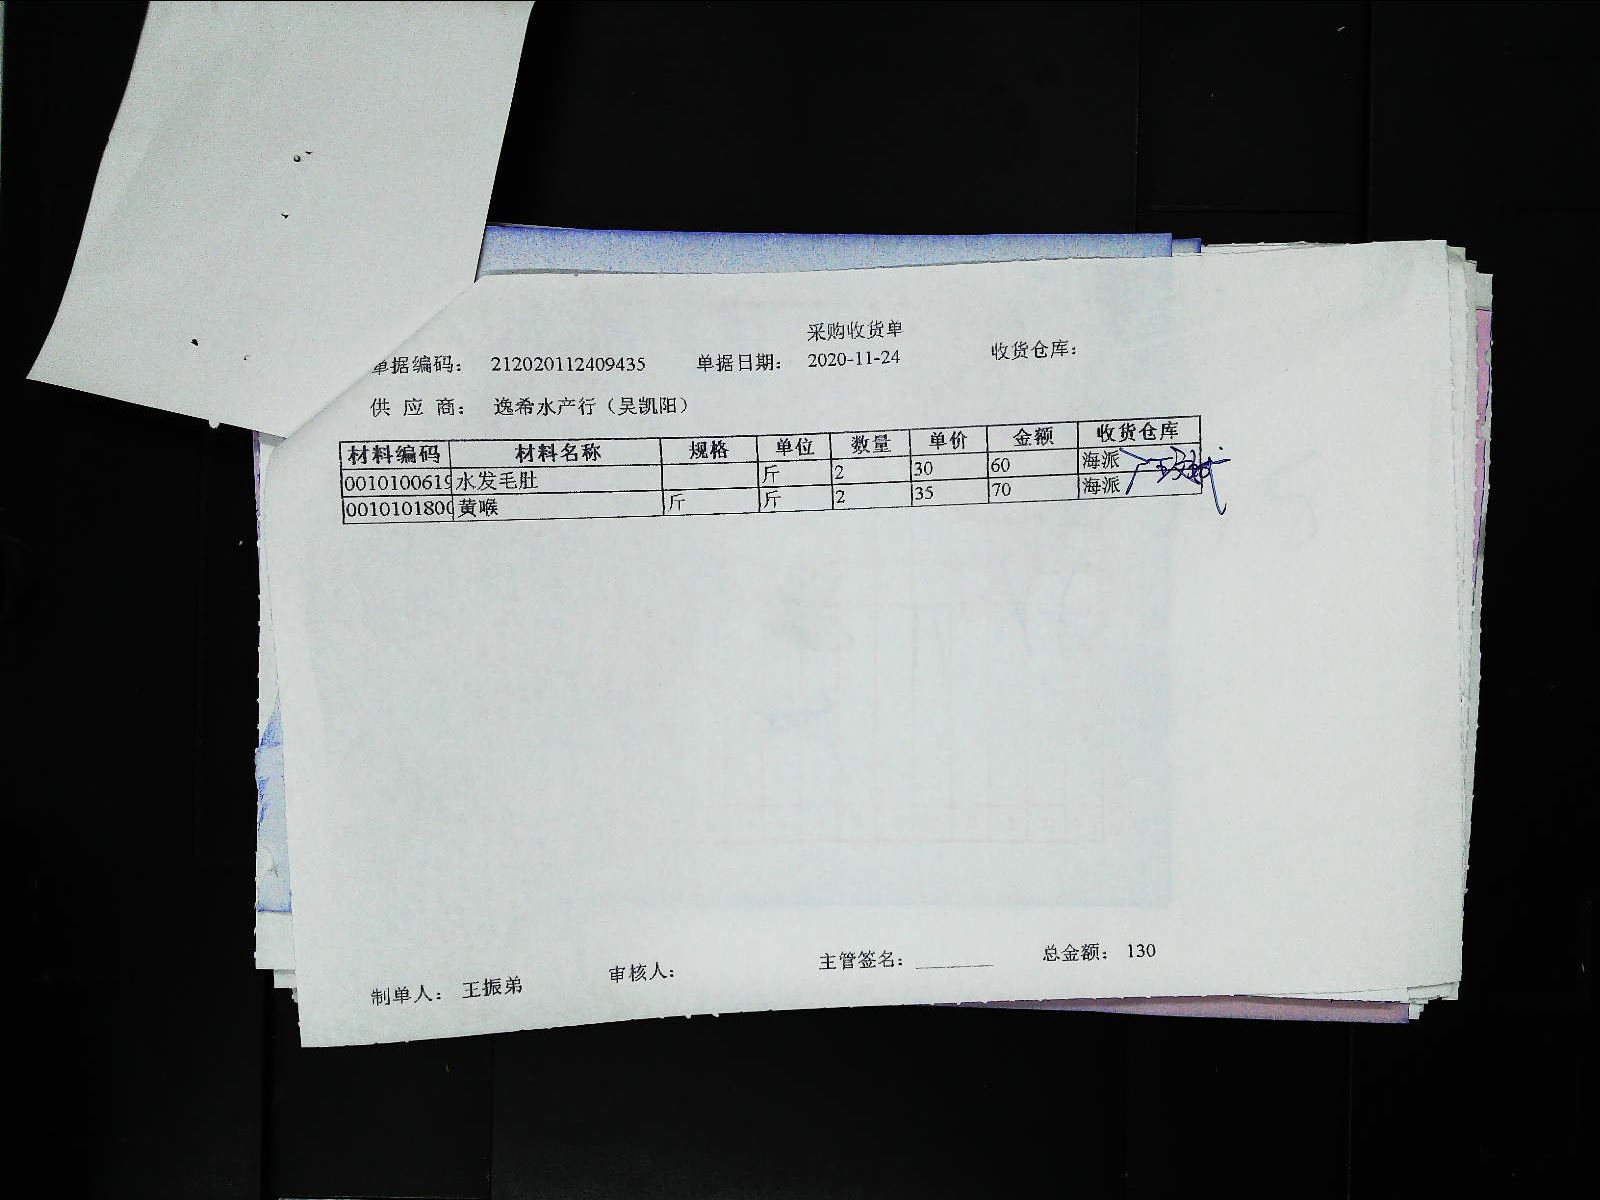 采购收货单
单据编码： 212020112409435 单据日期： 2020-11-24 收货仓库：
供 应 商： 逸希水产行（吴凯阳）
材料编码 材料名称 规格 单位 数量 单价 金额 收货仓库
0010100619 水发毛肚 斤 2 30 60 海派
0010101800 黄喉 斤 斤 2 35 70 海派
制单人： 王振弟 审核人： 主管签名： 总金额： 130